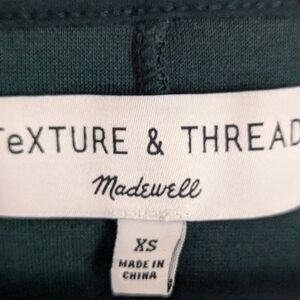 TeXTURE & THREAD
Madewell
XS
MADE IN
CHINA